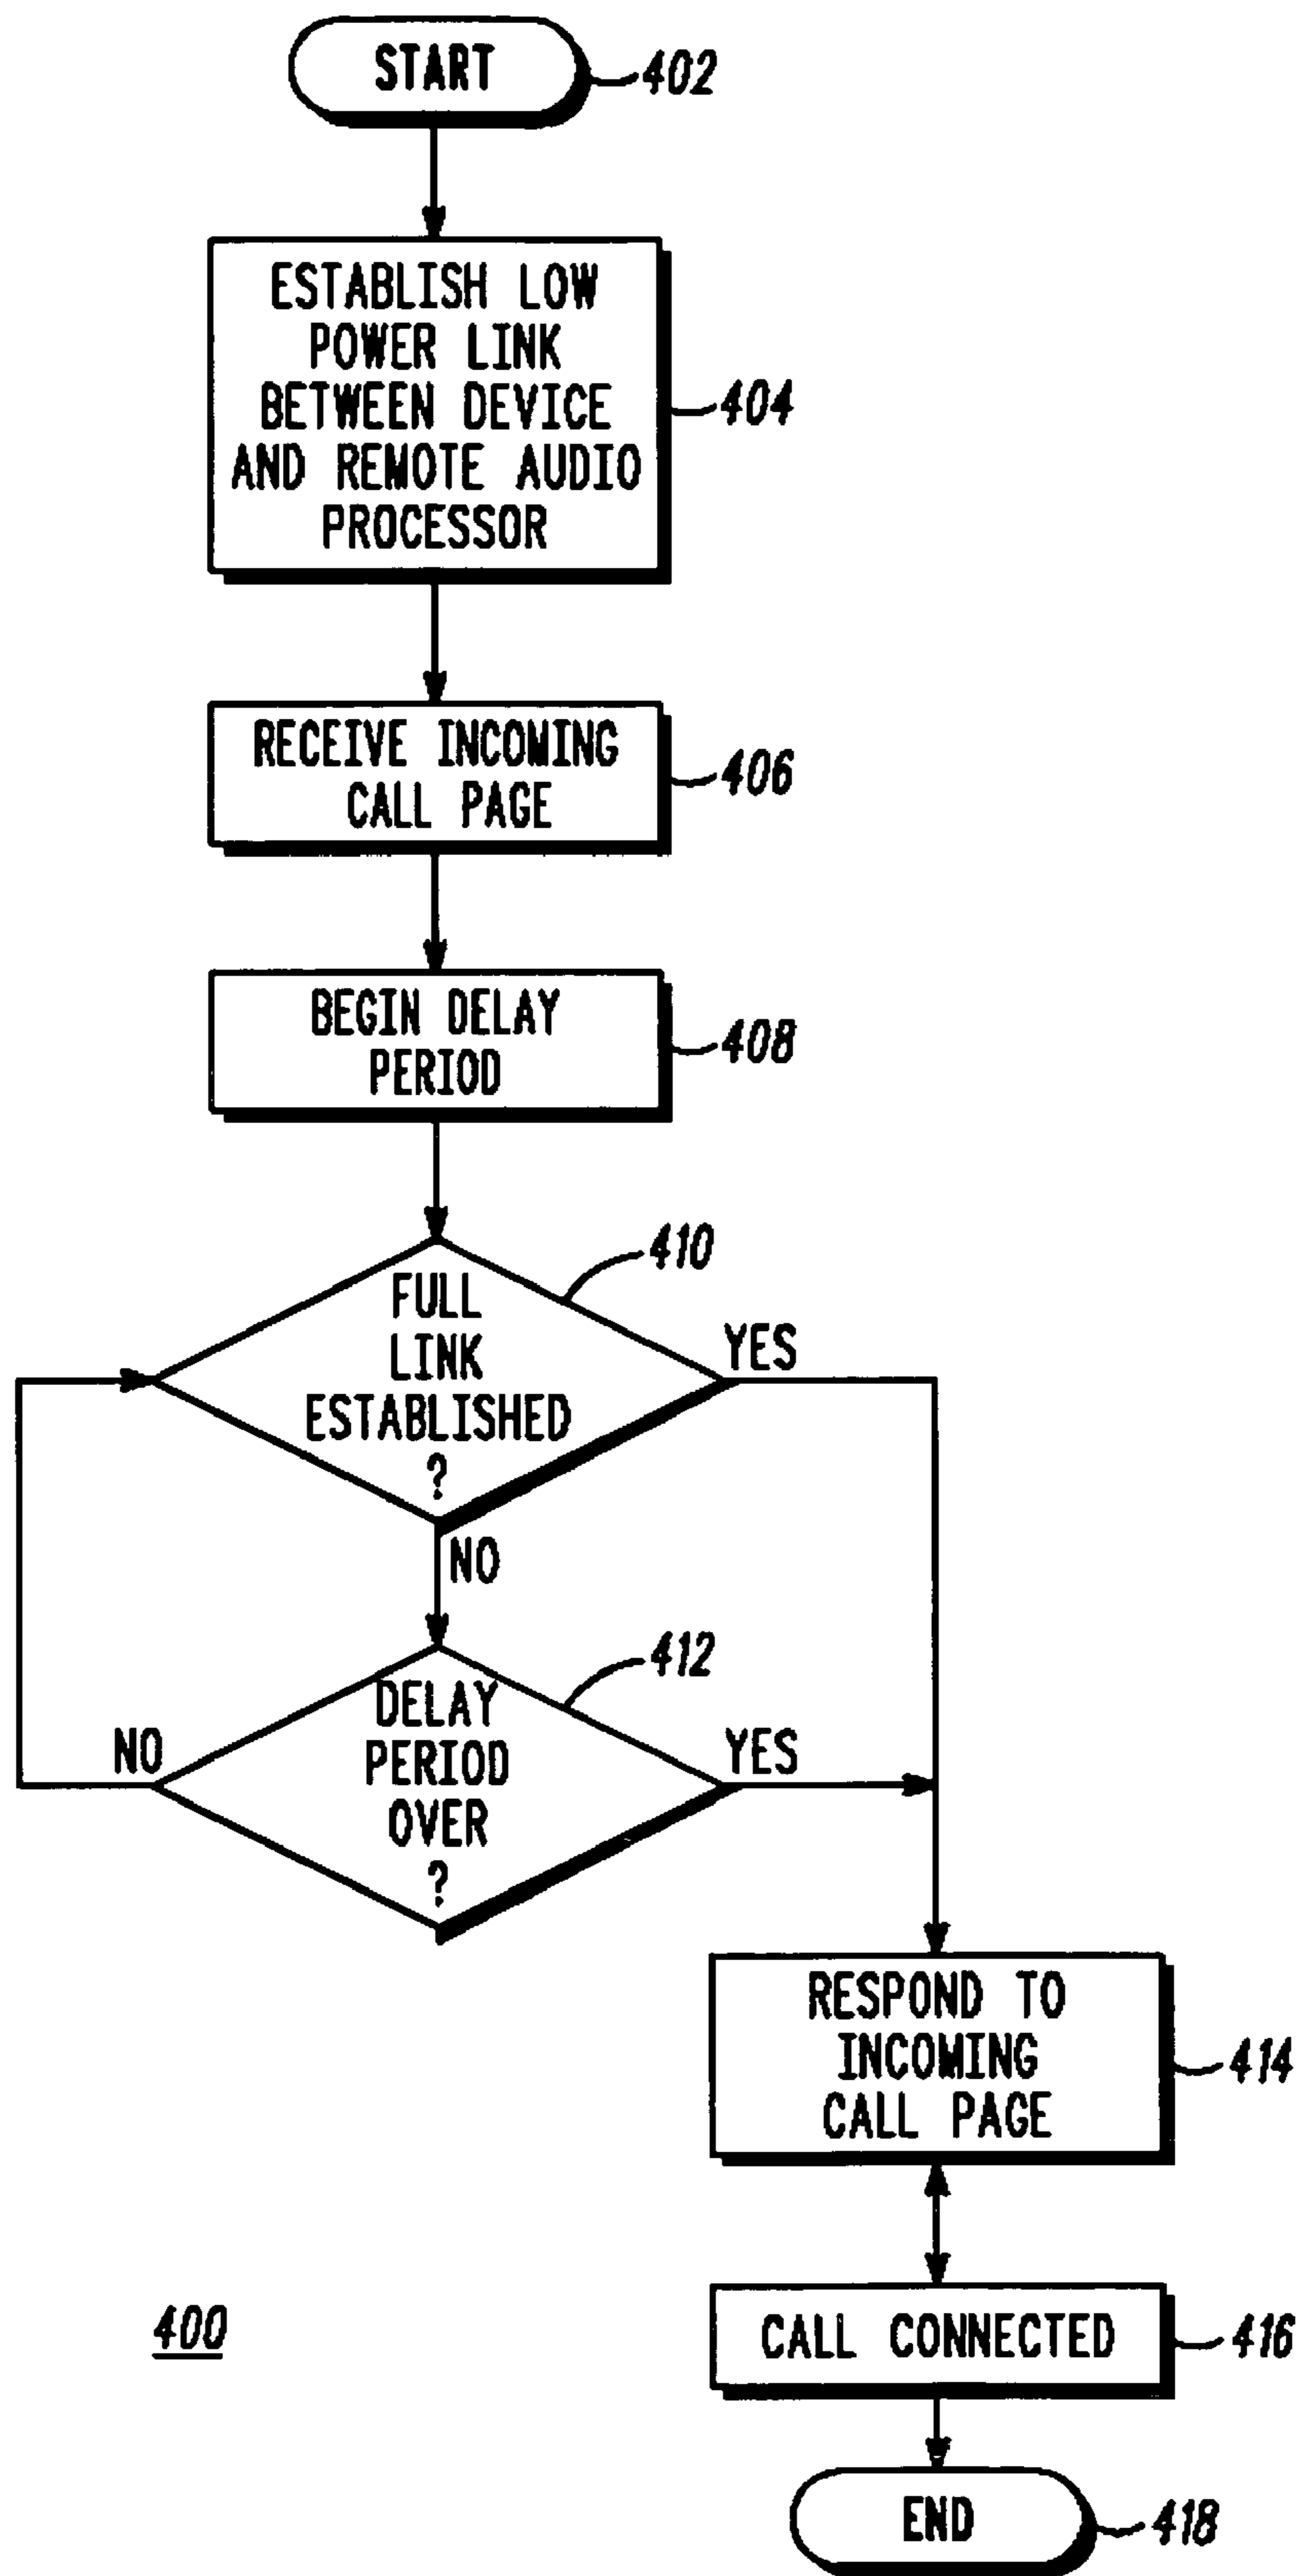 START
402
ESTABLISH LOW
POWER LINK
BETWEEN DEVICE
AND REMOTE AUDIO
PROCESSOR
404
RECEIVE INCOMING
CALL PAGE
406
BEGIN DELAY
PERIOD
408
410
FULL
LINK
ESTABLISHED
?
YES
NO
412
DELAY
PERIOD
OVER
?
NO
YES
RESPOND TO
INCOMING
CALL PAGE
414
400
CALL CONNECTED
416
END
418